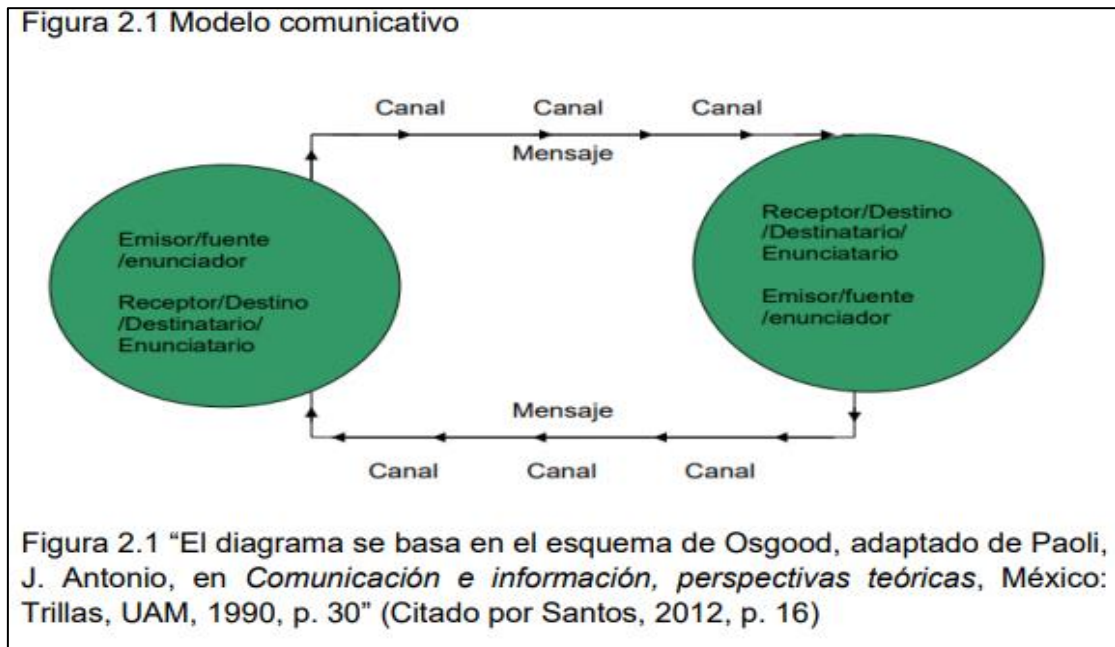 Figura 2.1 Modelo comunicativo
Canal Canal Canal
Mensaje
Emisor/fuente
/enunciador
Receptor/Destino
/Destinatario/
Enunciatario
Receptor/Destino
/Destinatario/
Enunciatario
Emisor/fuente
/enunciador
Mensaje
Canal Canal Canal
Figura 2.1 “El diagrama se basa en el esquema de Osgood, adaptado de Paoli,
J. Antonio, en Comunicación e información, perspectivas teóricas, México:
Trillas, UAM, 1990, p. 30” (Citado por Santos, 2012, p. 16)